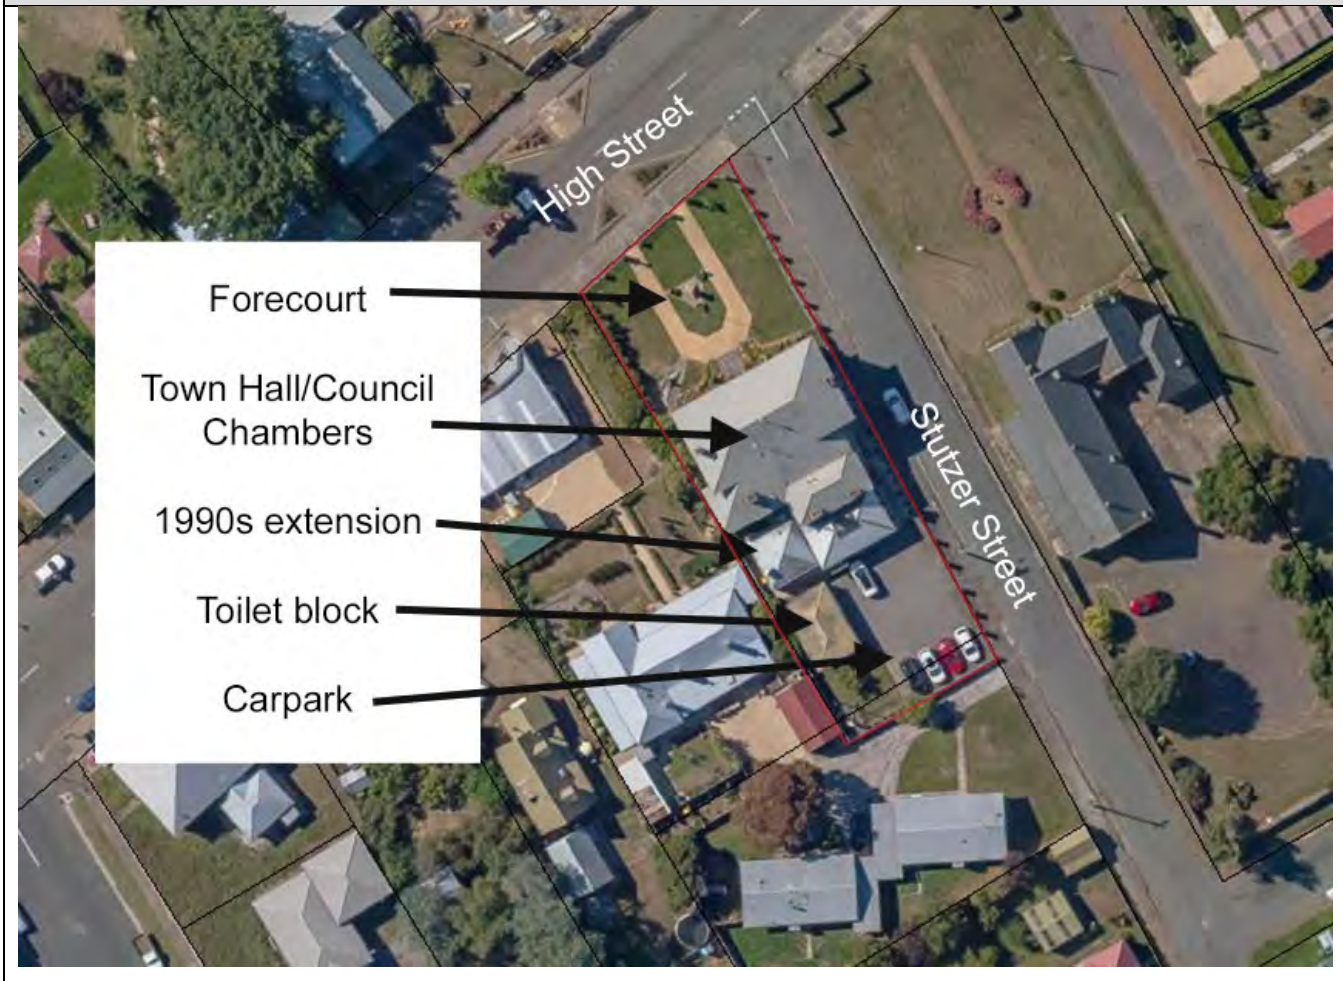 High Street
Forecourt
Town Hall/Council
Chambers
1990s extension
Toilet block
Carpark
Stutzer Street